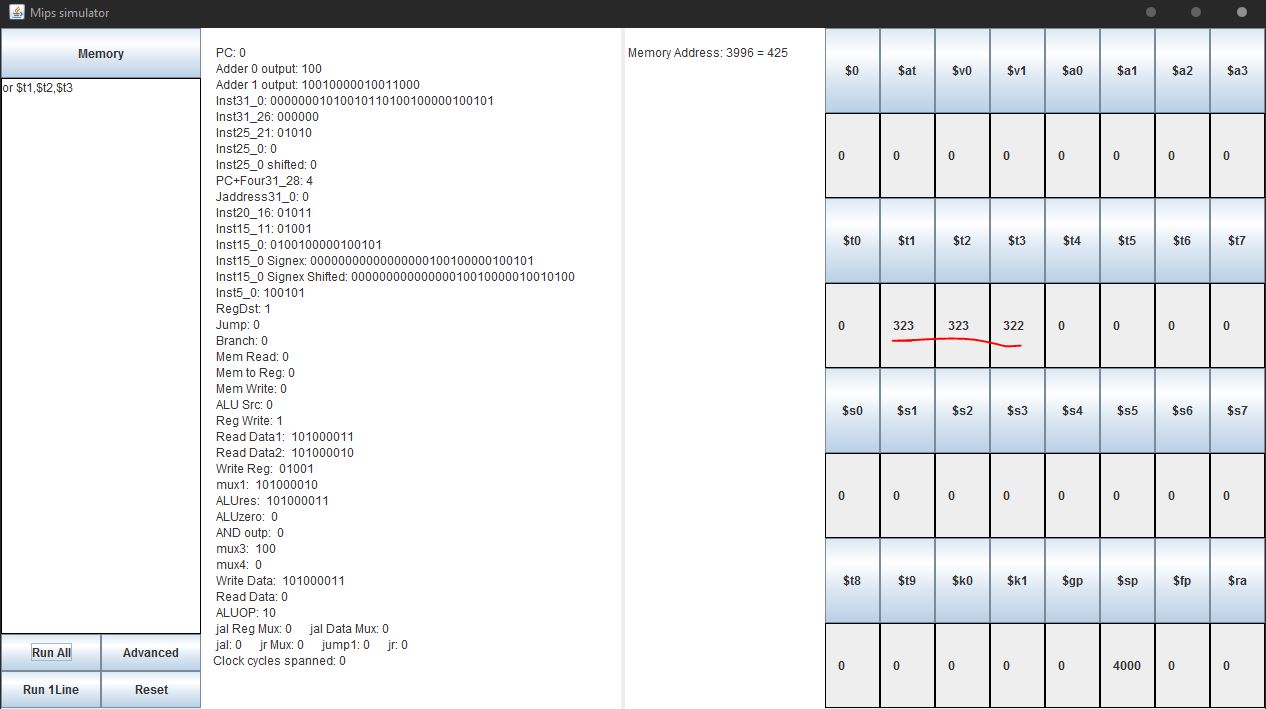 Mips simulator
Memory
or $t1,$t2,$t3
Run All
Advanced
Run 1Line
Reset
PC: 0
Adder 0 output: 100
Adder 1 output: 10010000010011000
Inst31_0: 00000001010010110100100000100101
Inst31_26: 000000
Inst25_21: 01010
Inst25_0: 0
Inst25_0 shifted: 0
PC+Four31_28: 4
Jaddress31_0: 0
Inst20_16: 01011
Inst15_11: 01001
Inst15_0: 0100100000100101
Inst15_0 Signex: 00000000000000000100100000100101
Inst15_0 Signex Shifted: 00000000000000010010000010010100
Inst5_0: 100101
RegDst: 1
Jump: 0
Branch: 0
Mem Read: 0
Mem to Reg: 0
Mem Write: 0
ALU Src: 0
Reg Write: 1
Read Data1: 101000011
Read Data2: 101000010
Write Reg: 01001
mux1: 101000010
ALUres: 101000011
ALUzero: 0
AND outp: 0
mux3: 100
mux4: 0
Write Data: 101000011
Read Data: 0
ALUOP: 10
jal Reg Mux: 0 jal Data Mux: 0
jal: 0 jr Mux: 0 jump1: 0 jr: 0
Clock cycles spanned: 0
Memory Address: 3996 = 425
$0 $at $v0 $v1 $a0 $a1 $a2 $a3
0 0 0 0 0 0 0 0
$t0 $t1 $t2 $t3 $t4 $t5 $t6 $t7
0 323 323 322 0 0 0 0
$s0 $s1 $s2 $s3 $s4 $s5 $s6 $s7
0 0 0 0 0 0 0 0
$t8 $t9 $k0 $k1 $gp $sp $fp $ra
0 0 0 0 0 4000 0 0